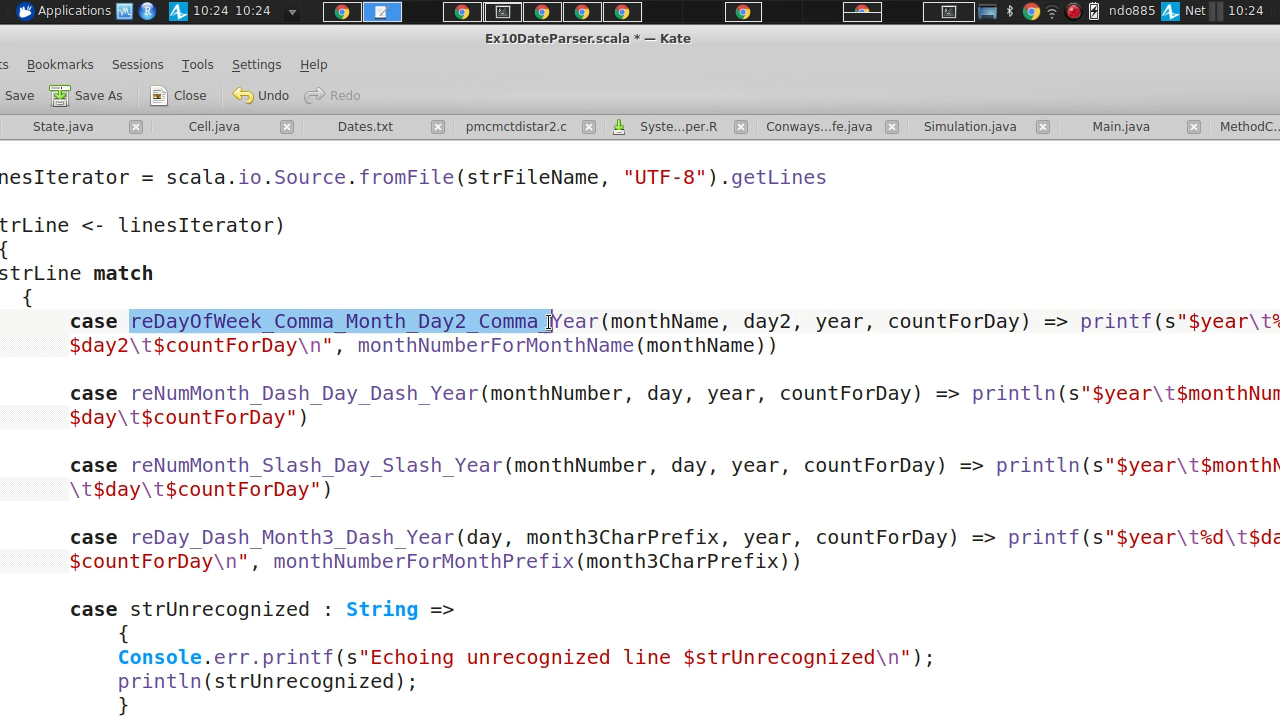 Applications 10:24 10:24 ndo885 Net 10:24
Ex10DateParser.scala * — Kate
ts Bookmarks Sessions Tools Settings Help
Save Save As Close Undo Redo
State.java Cell.java Dates.txt pmcmctdistar2.c Syste...per.R Conways...fe.java Simulation.java Main.java MethodC...
nesIterator = scala.io.Source.fromFile(strFileName, "UTF-8").getLines
trLine <- linesIterator)
{
strLine match
{
case reDayOfWeek_Comma_Month_Day2_Comma_Year(monthName, day2, year, countForDay) => printf(s"$year\t%
$day2\t$countForDay\n", monthNumberForMonthName(monthName))
case reNumMonth_Dash_Day_Dash_Year(monthNumber, day, year, countForDay) => println(s"$year\t$monthNum
$day\t$countForDay")
case reNumMonth_Slash_Day_Slash_Year(monthNumber, day, year, countForDay) => println(s"$year\t$monthN
\t$day\t$countForDay")
case reDay_Dash_Month3_Dash_Year(day, month3CharPrefix, year, countForDay) => printf(s"$year\t%d\t$da
$countForDay\n", monthNumberForMonthPrefix(month3CharPrefix))
case strUnrecognized : String =>
{
Console.err.printf(s"Echoing unrecognized line $strUnrecognized\n");
println(strUnrecognized);
}